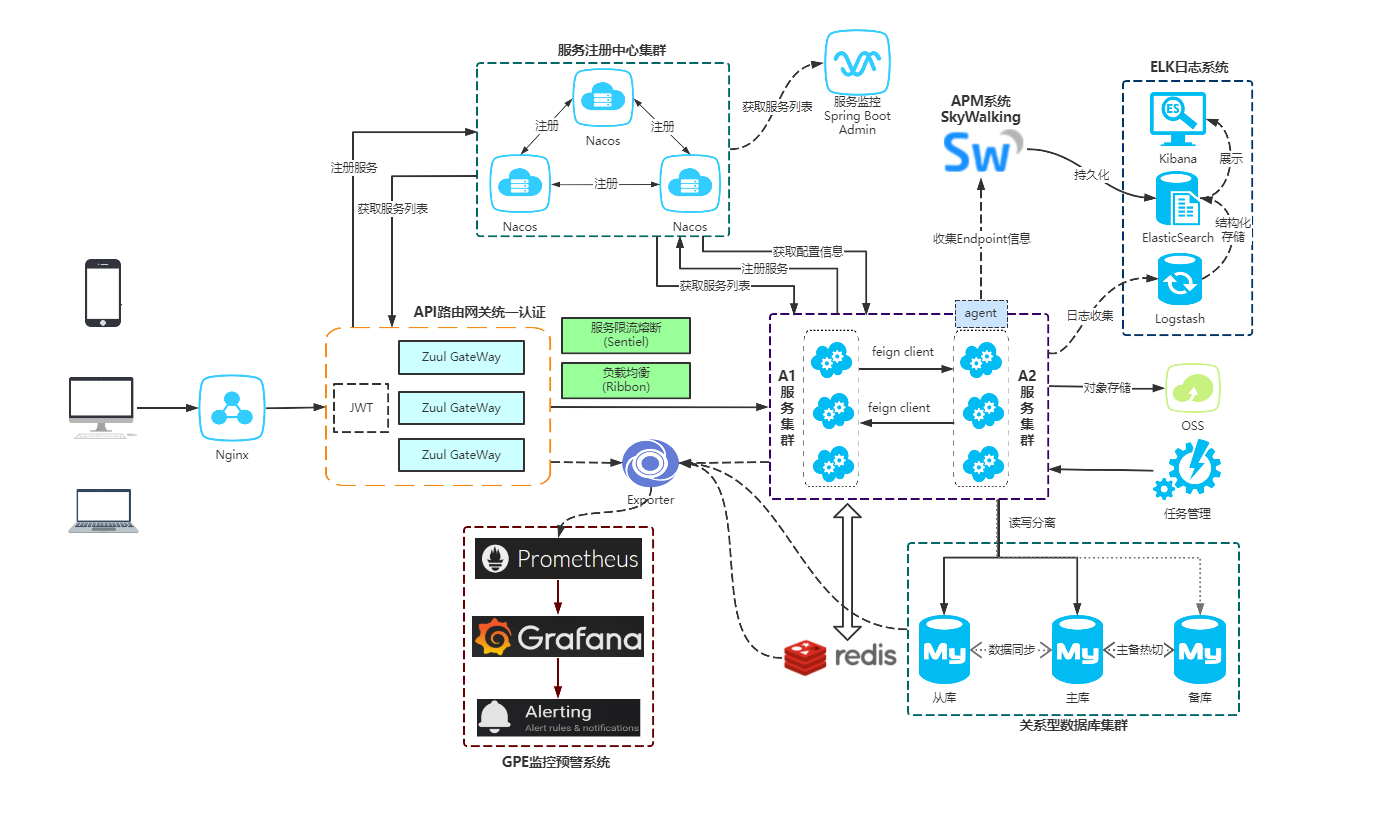 服务注册中心集群
Nacos
注册
注册
注册
Nacos
Nacos
获取服务列表
服务监控
Spring Boot
Admin
APM系统
SkyWalking
Sw
持久化
ELK日志系统
ES
Kibana
展示
ElasticSearch
结构化
存储
Logstash
日志收集
收集Endpoint信息
agent
注册服务
获取服务列表
获取配置信息
注册服务
获取服务列表
API路由网关统一认证
Zuul GateWay
JWT
Zuul GateWay
Zuul GateWay
服务限流熔断
(Sentiel)
负载均衡
(Ribbon)
Nginx
A1
服
务
集
群
feign client
feign client
A2
服
务
集
群
对象存储
OSS
任务管理
Exporter
读写分离
Prometheus
Grafana
Alerting
Alert rules & notifications
GPE监控预警系统
redis
My
数据同步
My
主备热切
My
从库
主库
备库
关系型数据库集群